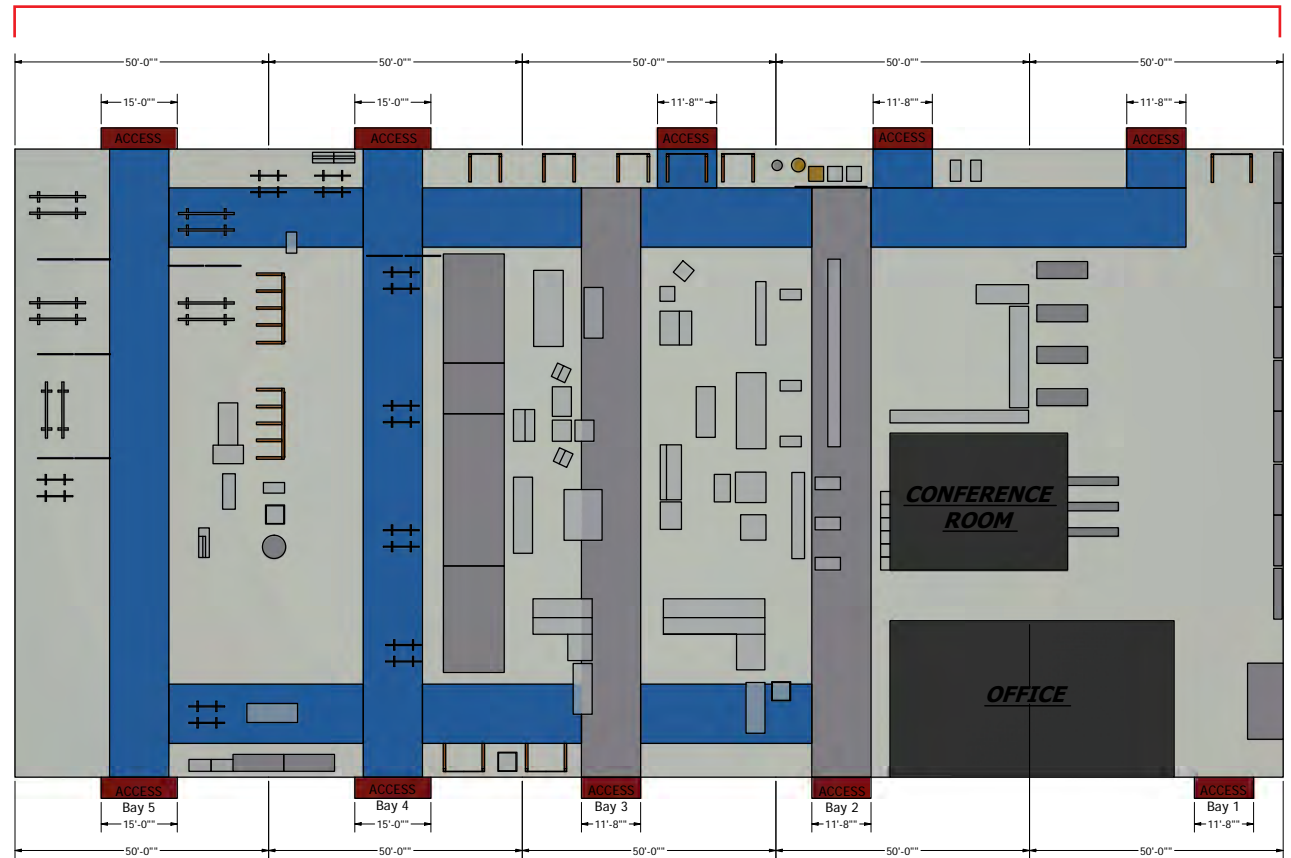 50'-0"" 50'-0"" 50'-0"" 50'-0"" 50'-0""
15'-0"" 15'-0"" 11'-8"" 11'-8"" 11'-8""
ACCESS ACCESS ACCESS ACCESS ACCESS
CONFERENCE
ROOM
OFFICE
ACCESS ACCESS ACCESS ACCESS ACCESS
Bay 5 Bay 4 Bay 3 Bay 2 Bay 1
15'-0"" 15'-0"" 11'-8"" 11'-8"" 11'-8""
50'-0"" 50'-0"" 50'-0"" 50'-0"" 50'-0""